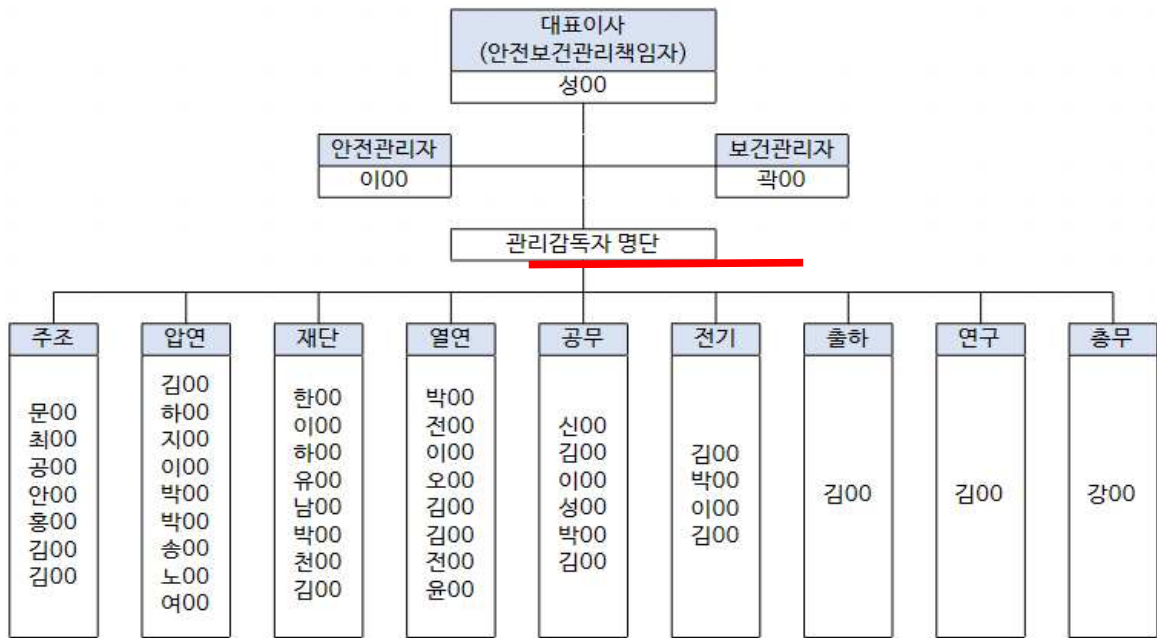 대표이사
(안전보건관리책임자)
성00
안전관리자
이00
보건관리자
곽00
관리감독자 명단
주조
문00
최00
공00
안00
홍00
김00
김00
압연
김00
하00
지00
이00
박00
박00
송00
노00
여00
재단
한00
이00
하00
유00
남00
박00
천00
김00
열연
박00
전00
이00
오00
김00
김00
전00
윤00
공무
신00
김00
이00
성00
박00
김00
전기
김00
박00
이00
김00
출하
김00
연구
김00
총무
강00